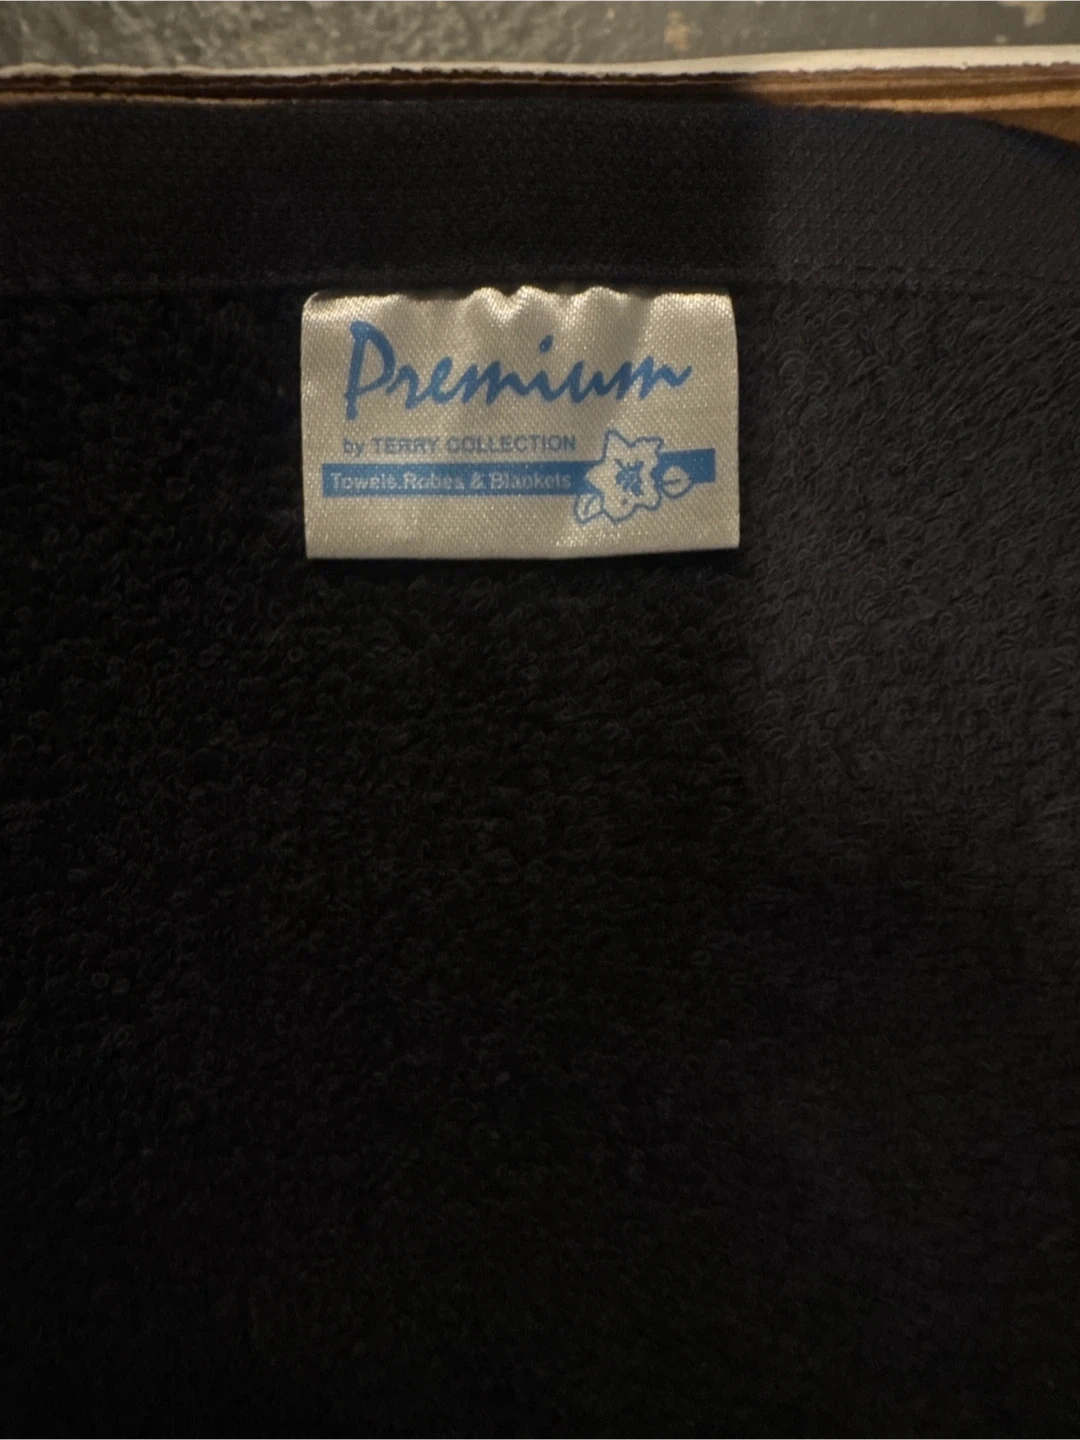 Premium
by TERRY COLLECTION
Towels.Robes & Blankets